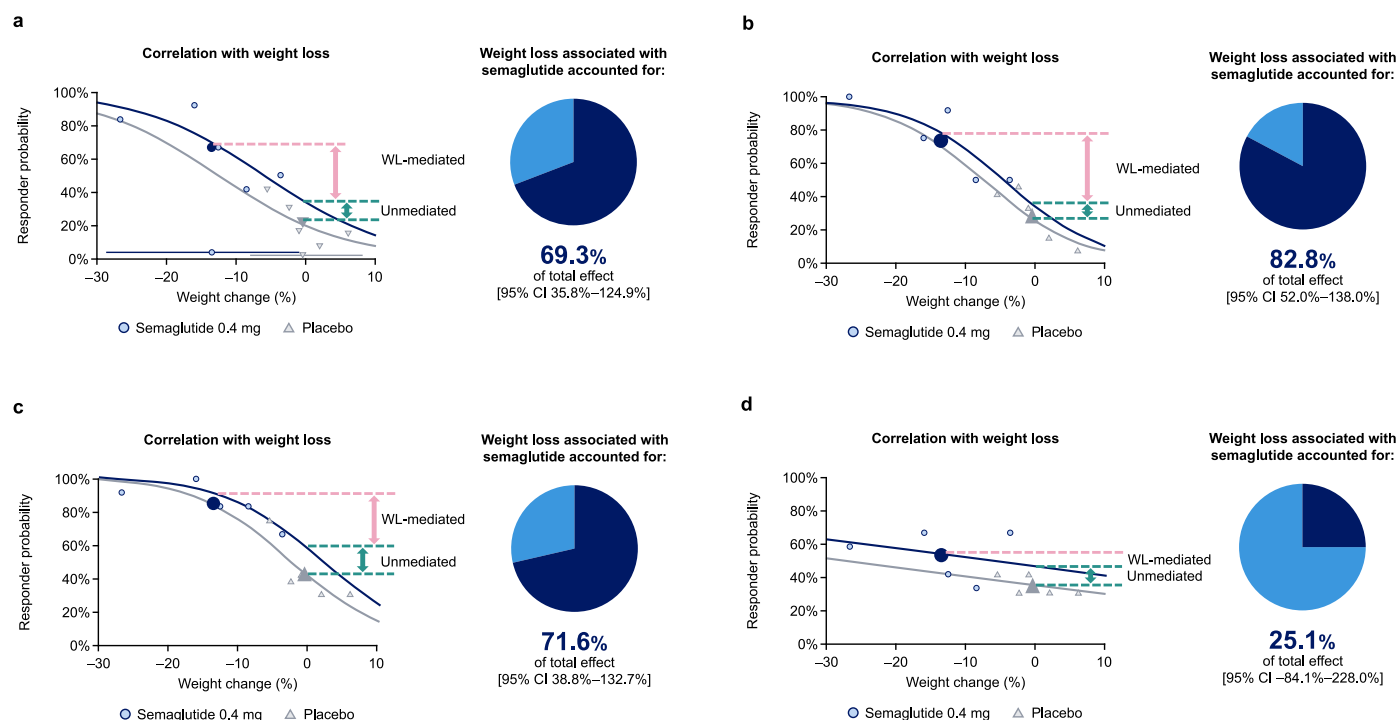 a
Correlation with weight loss
Weight loss associated with
semaglutide accounted for:
Responder probability
100%
80%
60%
40%
20%
0%
WL-mediated
Unmediated
–30
–20
–10
0
10
Weight change (%)
Semaglutide 0.4 mg
Placebo
69.3%
of total effect
[95% CI 35.8%–124.9%]
b
Correlation with weight loss
Weight loss associated with
semaglutide accounted for:
Responder probability
100%
80%
60%
40%
20%
0%
WL-mediated
Unmediated
–30
–20
–10
0
10
Weight change (%)
Semaglutide 0.4 mg
Placebo
82.8%
of total effect
[95% CI 52.0%–138.0%]
c
Correlation with weight loss
Weight loss associated with
semaglutide accounted for:
Responder probability
100%
80%
60%
40%
20%
0%
WL-mediated
Unmediated
–30
–20
–10
0
10
Weight change (%)
Semaglutide 0.4 mg
Placebo
71.6%
of total effect
[95% CI 38.8%–132.7%]
d
Correlation with weight loss
Weight loss associated with
semaglutide accounted for:
Responder probability
100%
80%
60%
40%
20%
0%
WL-mediated
Unmediated
–30
–20
–10
0
10
Weight change (%)
Semaglutide 0.4 mg
Placebo
25.1%
of total effect
[95% CI –84.1%–228.0%]